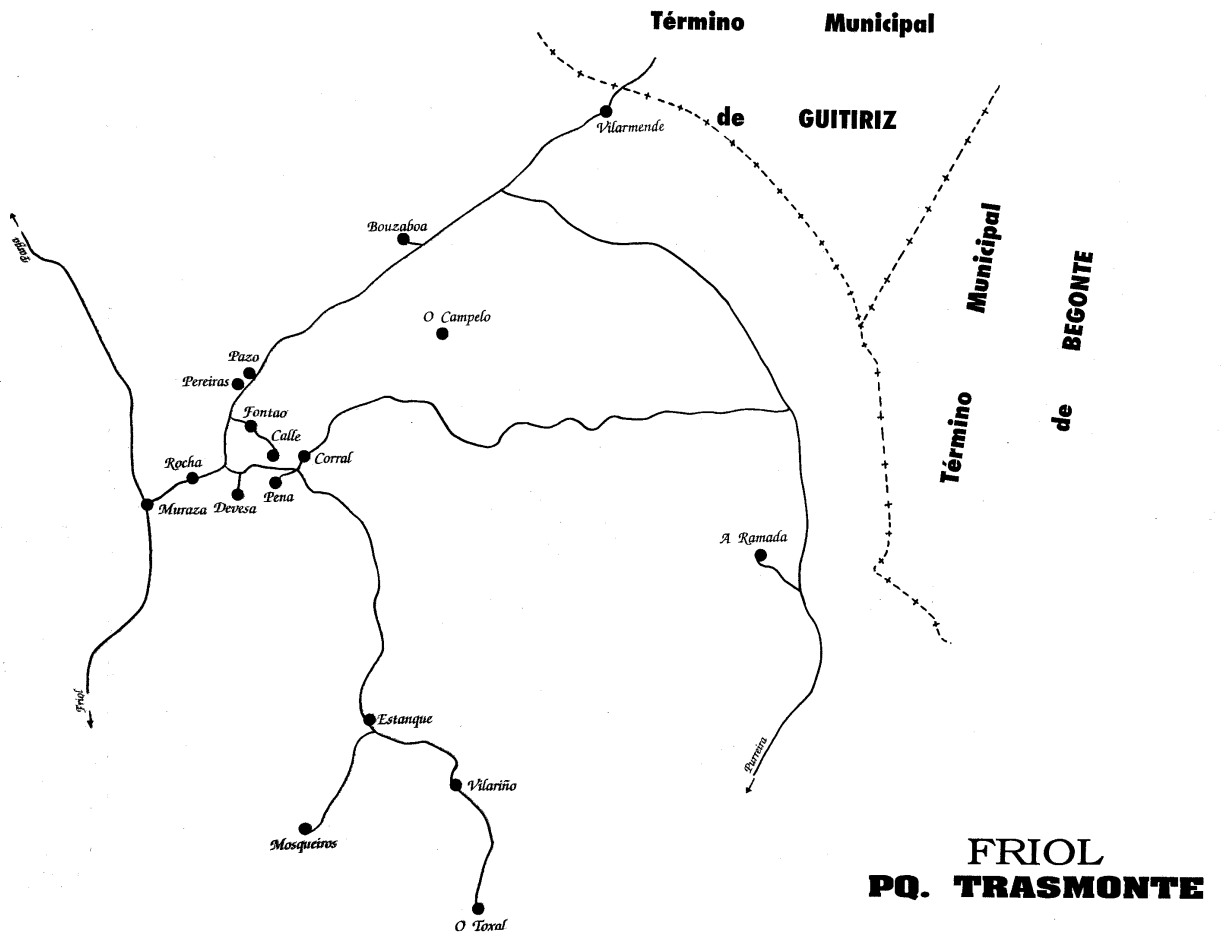 Término Municipal
de GUITIRIZ
Vilarmende
Bouzaboa
Término Municipal
de BEGONTE
O Campelo
Pazo
Pereiras
Fontao
Calle
Corral
Rocha
Muraza
Devesa
Pena
A Ramada
Friol
Estanque
Purreira
Vilariño
Mosqueiros
O Toxal
FRIOL
PQ. TRASMONTE